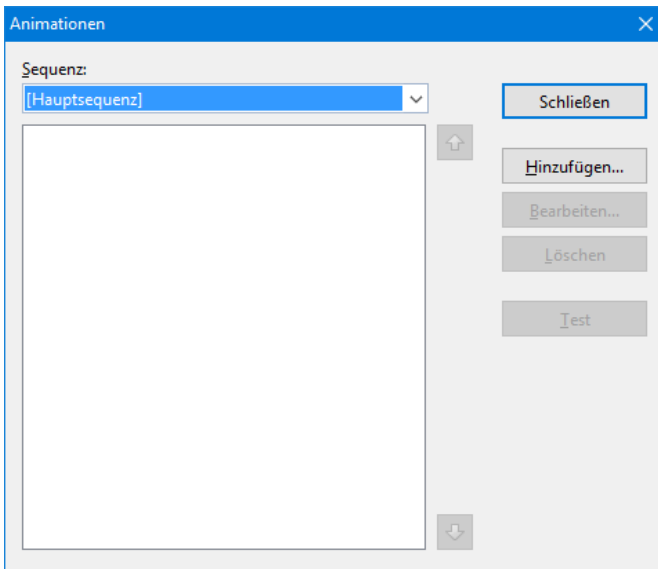 Animationen
Sequenz:
[Hauptsequenz]
Schließen
Hinzufügen...
Bearbeiten...
Löschen
Test